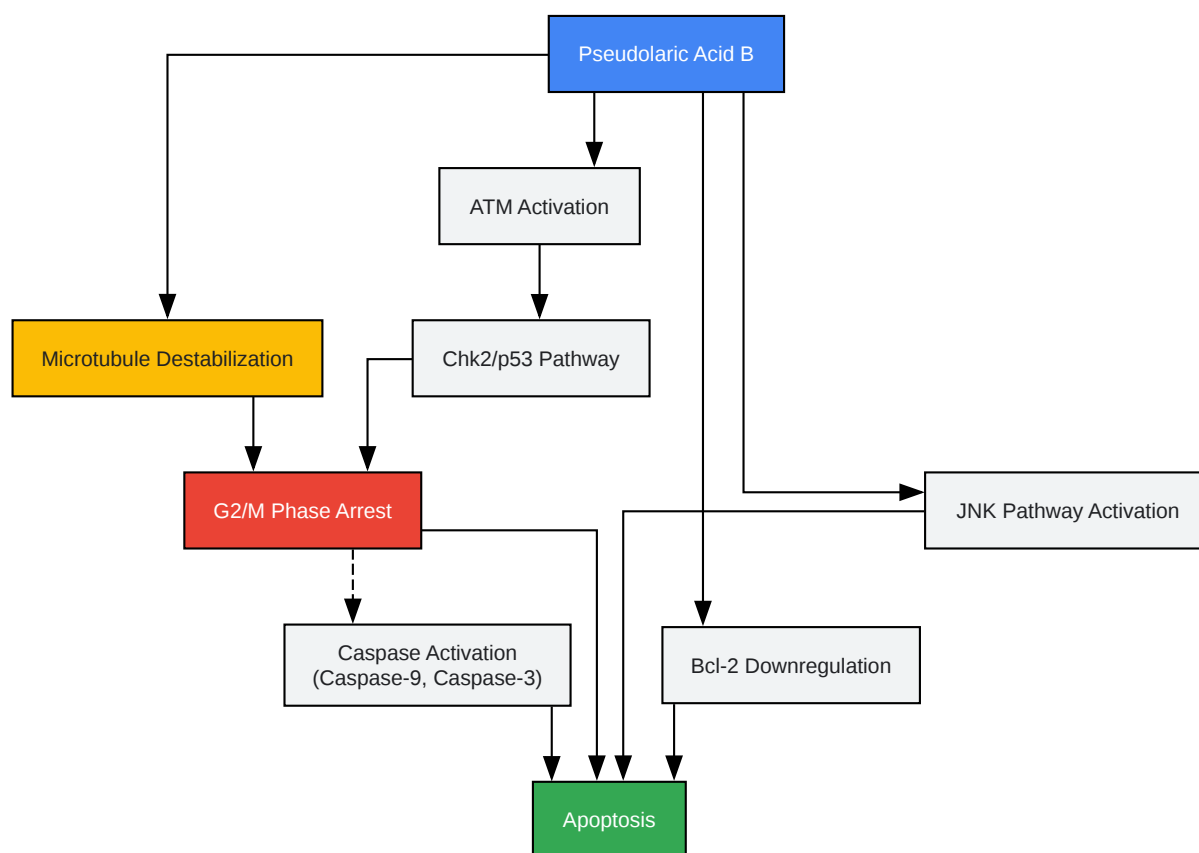 Pseudolaric Acid B
ATM Activation
Microtubule Destabilization
Chk2/p53 Pathway
G2/M Phase Arrest
JNK Pathway Activation
Caspase Activation
(Caspase-9, Caspase-3)
Bcl-2 Downregulation
Apoptosis